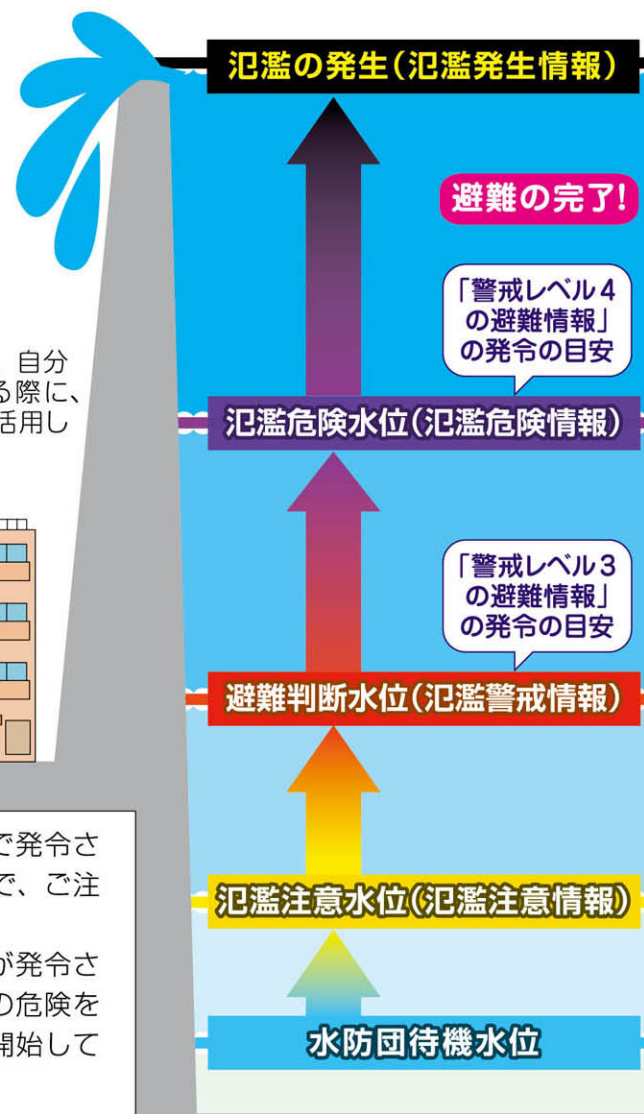 氾濫の発生(氾濫発生情報)
避難の完了!
「警戒レベル4
の避難情報」
の発令の目安
自分
る際に、
活用し
氾濫危険水位(氾濫危険情報)
「警戒レベル3
の避難情報」
の発令の目安
避難判断水位(氾濫警戒情報)
で発令さ
で、ご注
氾濫注意水位(氾濫注意情報)
が発令さ
の危険を
開始して
水防団待機水位